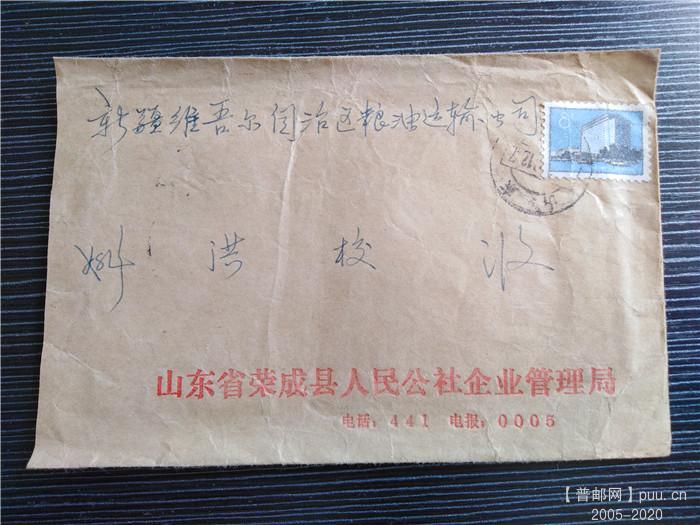 新疆维吾尔自治区粮油运输公司
8
姚洪校 收
山东省荣成县人民公社企业管理局
电话：441 电报：0005
【普邮网】puu.cn
2005-2020